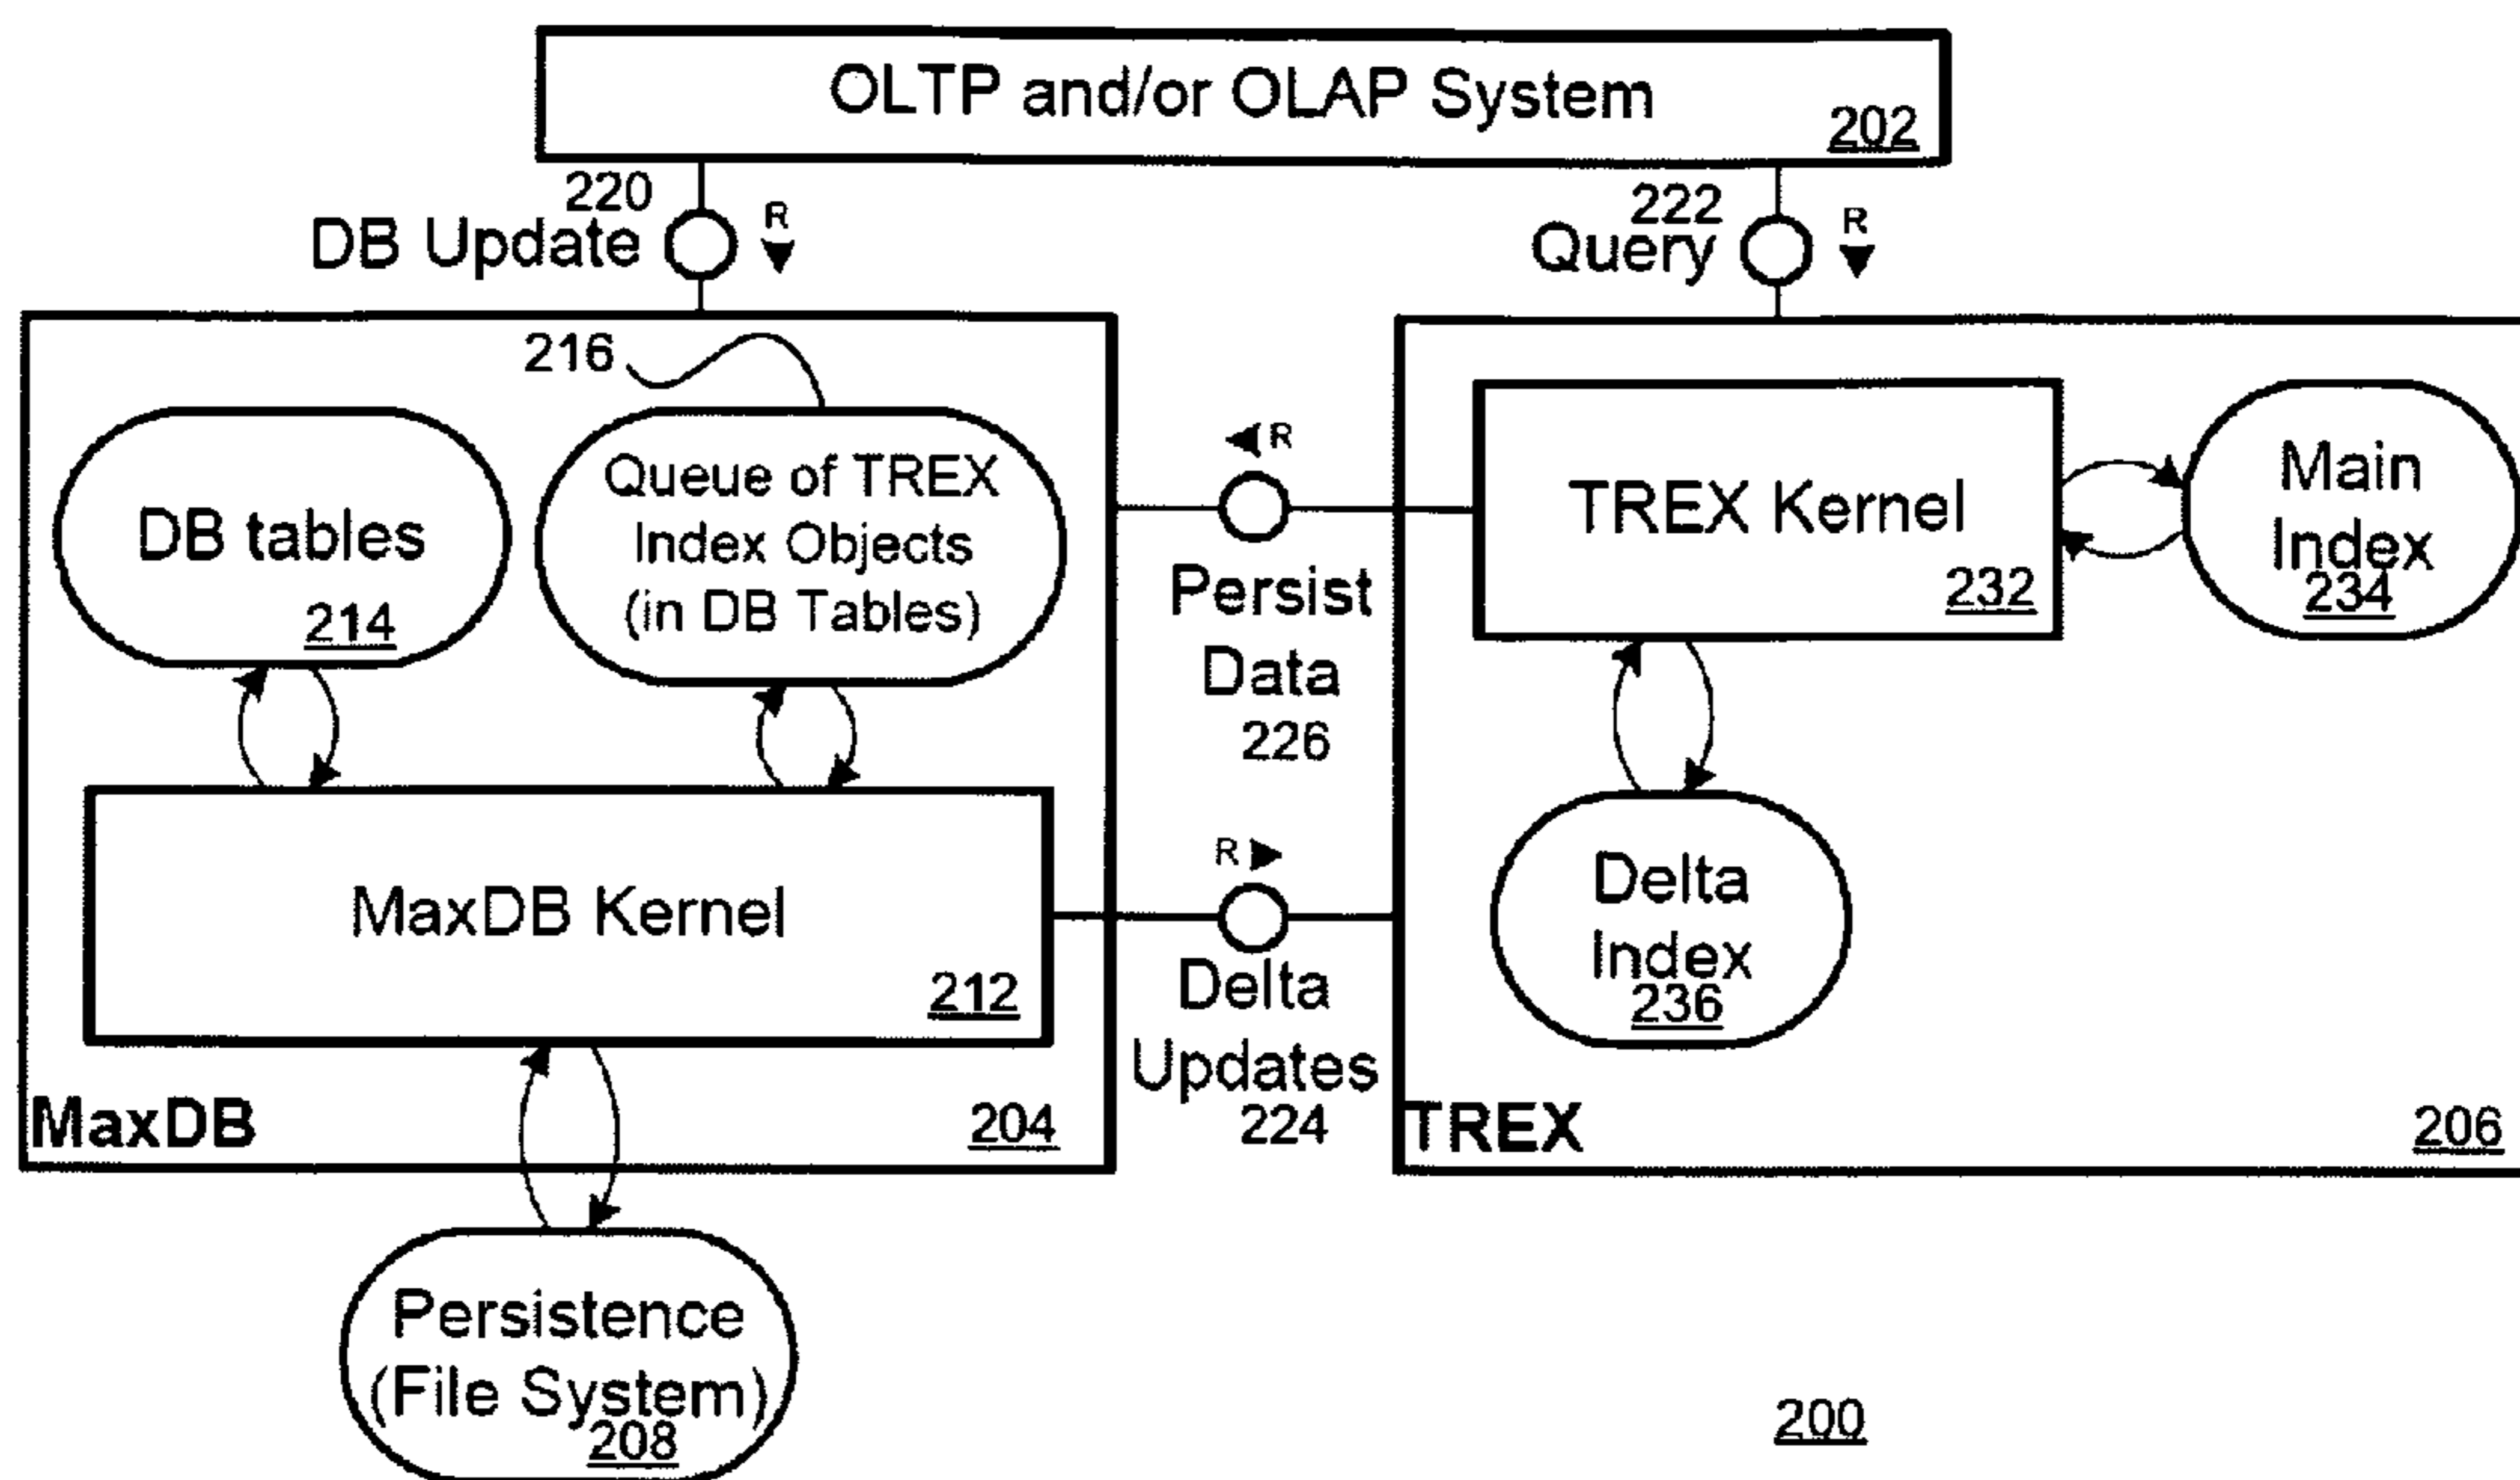 OLTP and/or OLAP System
202
220
DB Update
R
222
Query
R
216
DB tables
214
Queue of TREX
Index Objects
(in DB Tables)
MaxDB Kernel
212
MaxDB
204
R
Persist
Data
226
R
Delta
Updates
224
TREX Kernel
232
Main
Index
234
Delta
Index
236
TREX
206
Persistence
(File System)
208
200